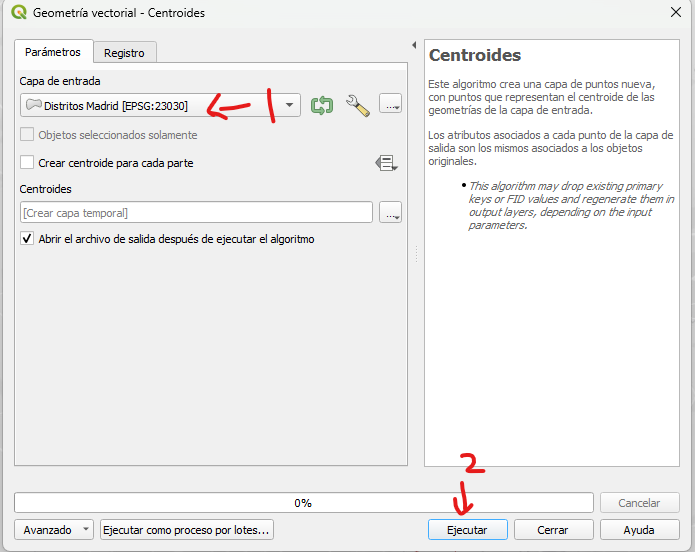 Geometría vectorial - Centroides
Parámetros
Registro
Capa de entrada
Distritos Madrid [EPSG:23030]
1
...
Objetos seleccionados solamente
Crear centroide para cada parte
Centroides
[Crear capa temporal]
...
Abrir el archivo de salida después de ejecutar el algoritmo
Centroides
Este algoritmo crea una capa de puntos nueva,
con puntos que representan el centroide de las
geometrías de la capa de entrada.
Los atributos asociados a cada punto de la capa de
salida son los mismos asociados a los objetos
originales.
• This algorithm may drop existing primary
keys or FID values and regenerate them in
output layers, depending on the input
parameters.
2
0%
Cancelar
Avanzado
Ejecutar como proceso por lotes...
Ejecutar
Cerrar
Ayuda